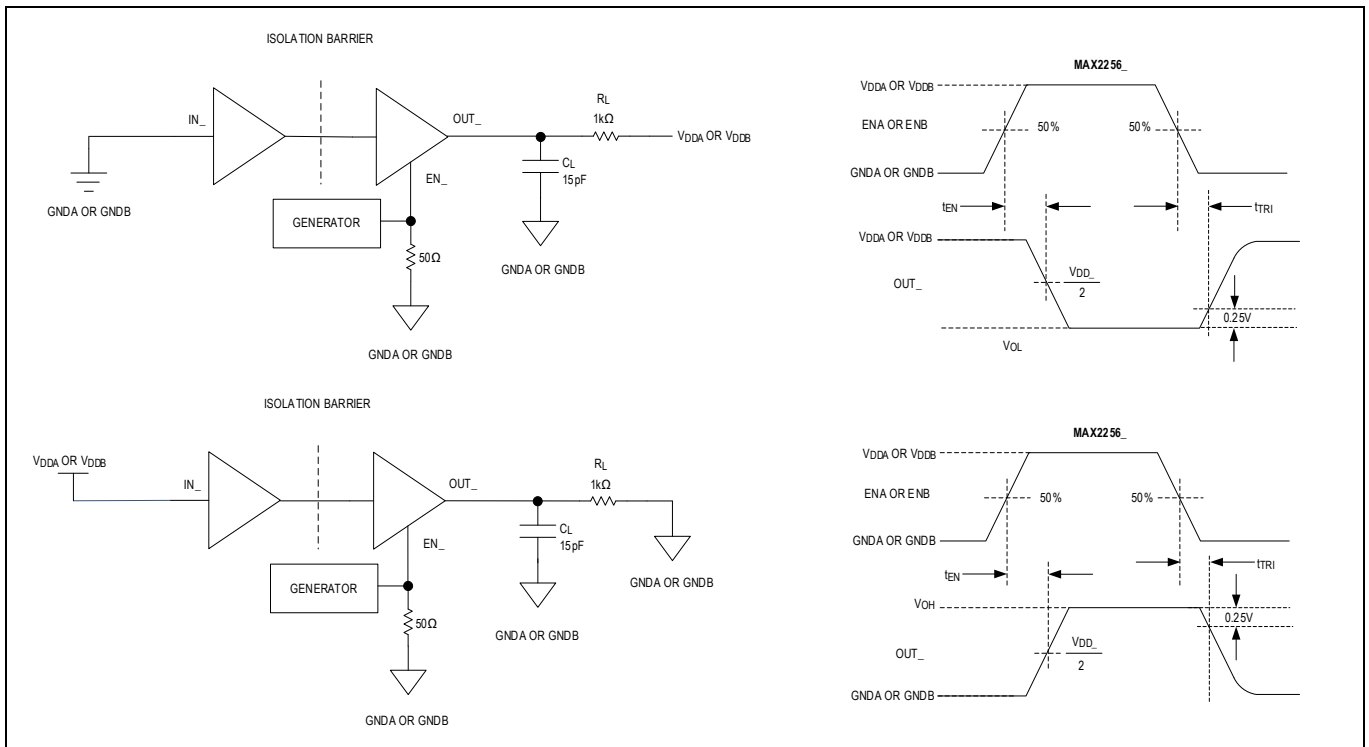 ISOLATION BARRIER
IN_
OUT_
RL
1kΩ
VDDA OR VDDB
CL
15pF
EN_
GNDA OR GNDB
GENERATOR
50Ω
GNDA OR GNDB
GNDA OR GNDB
MAX2256_
VDDA OR VDDB
ENA OR ENB
50%
50%
GNDA OR GNDB
tEN
tTRI
VDDA OR VDDB
OUT_
VDD_
2
0.25V
VOL
ISOLATION BARRIER
VDDA OR VDDB
IN_
OUT_
RL
1kΩ
CL
15pF
EN_
GNDA OR GNDB
GENERATOR
50Ω
GNDA OR GNDB
GNDA OR GNDB
MAX2256_
VDDA OR VDDB
ENA OR ENB
50%
50%
GNDA OR GNDB
tEN
tTRI
VOH
0.25V
OUT_
VDD_
2
GNDA OR GNDB